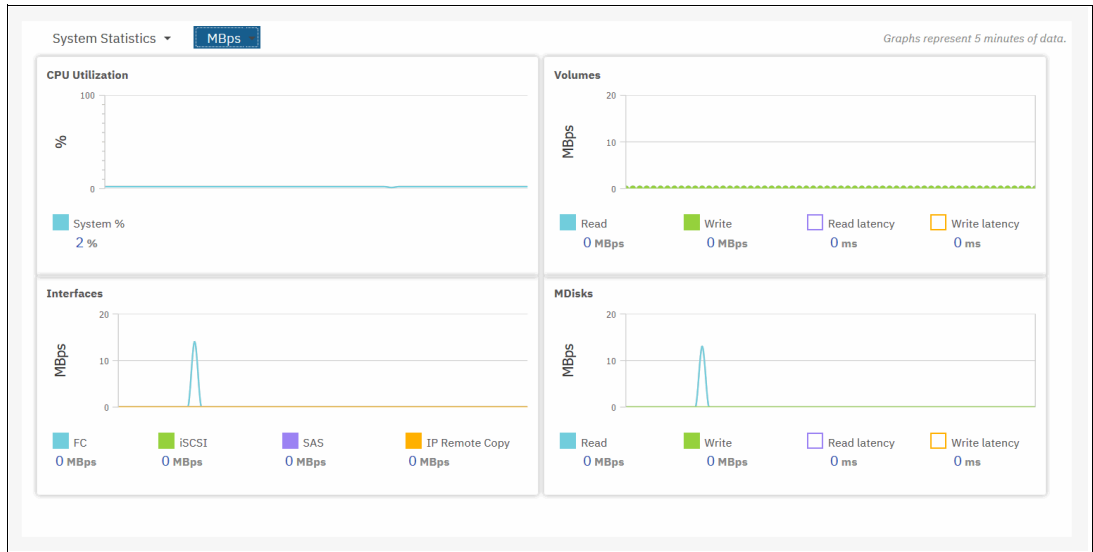 System Statistics MBps Graphs represent 5 minutes of data.
CPU Utilization
100
%
0
System %
2 %
Volumes
20
MBps
10
0
Read Write Read latency Write latency
0 MBps 0 MBps 0 ms 0 ms
Interfaces
20
MBps
10
0
FC iSCSI SAS IP Remote Copy
0 MBps 0 MBps 0 MBps 0 MBps
MDisks
20
MBps
10
0
Read Write Read latency Write latency
0 MBps 0 MBps 0 ms 0 ms